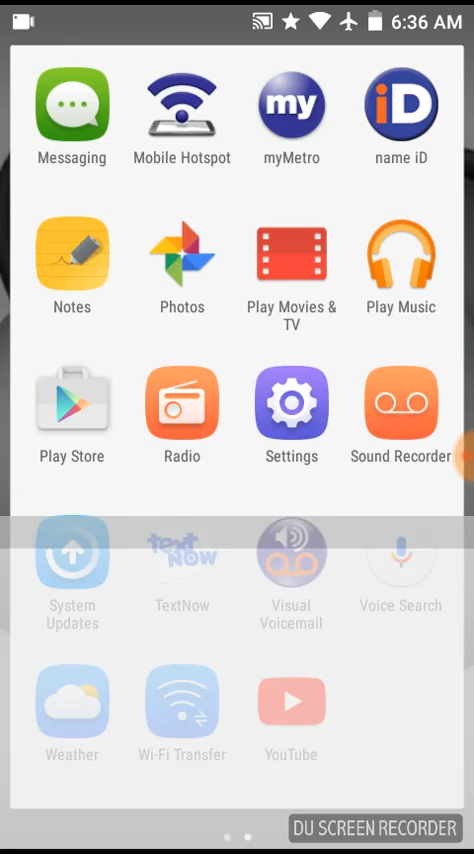 6:36 AM
my
iD
Messaging
Mobile Hotspot
myMetro
name iD
Notes
Photos
Play Movies &
TV
Play Music
Play Store
Radio
Settings
Sound Recorder
text
NOW
System
Updates
TextNow
Visual
Voicemail
Voice Search
Weather
Wi-Fi Transfer
YouTube
DU SCREEN RECORDER